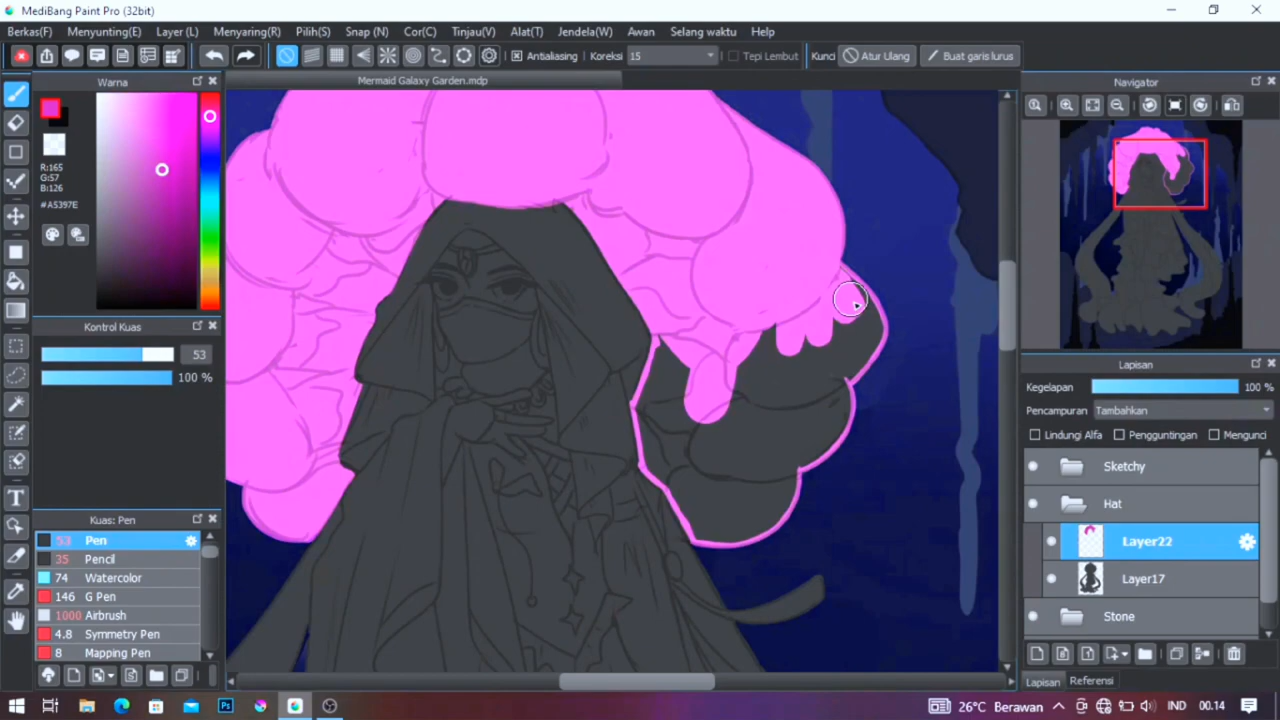 MediBang Paint Pro (32bit)
Berkas(F) Menyunting(E) Layer (L) Menyaring(R) Pilih(S) Snap (N) Cor(C) Menjulang (V) Alat(T) Jendela(W) Awan Selang waktu Help
Antialiasing Koreksi 15 Tepi Lembut Kunci Atur Ulang Buat garis lurus
Warna
Mermaid Galaxy Garden.mdp
Navigator
R:165
G:57
B:126
#A5397E
Kontrol Kuas
53
100 %
Lapisan
Kegelapan 100 %
Pencampuran Tambahkan
Lindungi Alfa Pengguntingan Mengunci
Sketchy
Hat
Layer22
Layer17
Stone
Kuas: Pen
53 Pen
35 Pencil
74 Watercolor
146 G Pen
1000 Airbrush
4.8 Symmetry Pen
8 Mapping Pen
Lapisan Referensi
T
Ps
26°C Berawan IND 00.14